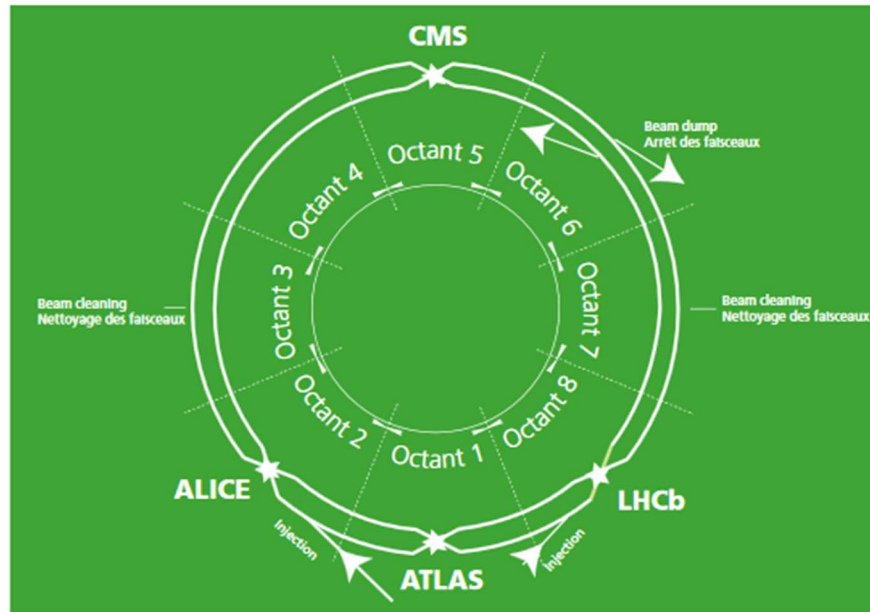 CMS
Beam dump
Arrêt des faisceaux
Octant 5
Octant 4
Octant 6
Octant 3
Octant 7
Beam cleaning
Nettoyage des faisceaux
Beam cleaning
Nettoyage des faisceaux
Octant 2
Octant 8
Octant 1
ALICE
LHCb
Injection
Injection
ATLAS